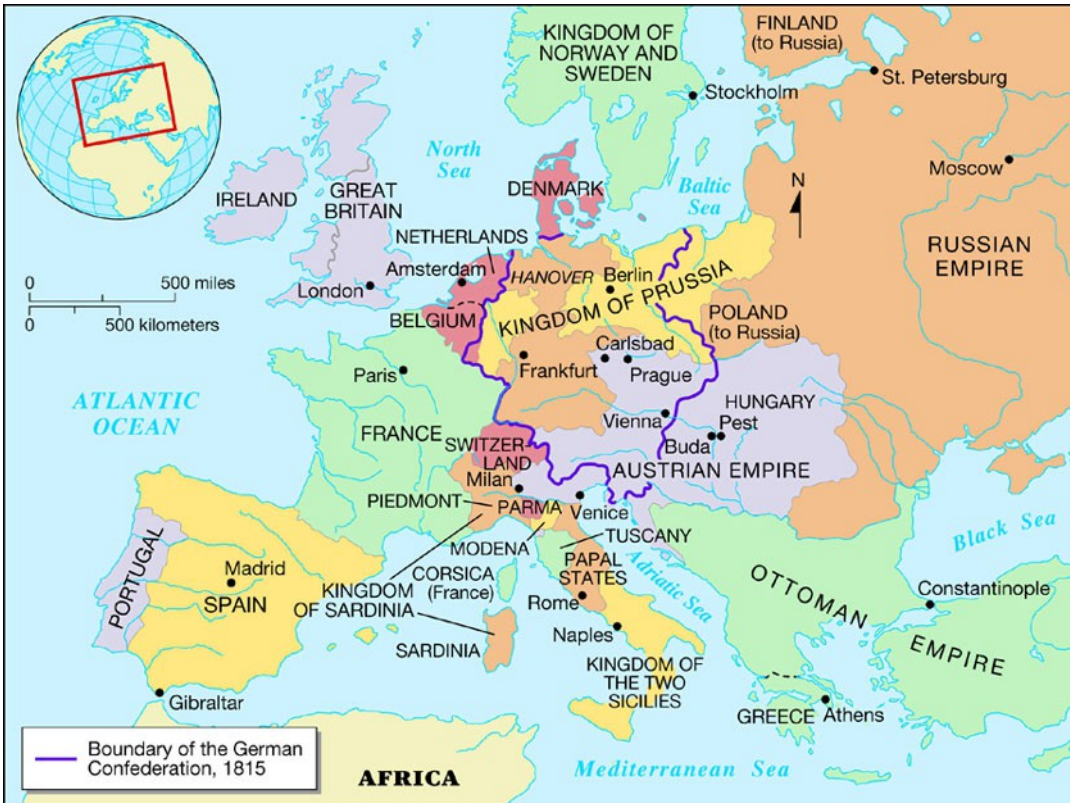 FINLAND
(to Russia)
KINGDOM OF
NORWAY AND
SWEDEN
St. Petersburg
Stockholm
North
Sea
Moscow
DENMARK
Baltic
Sea
N
IRELAND
GREAT
BRITAIN
NETHERLANDS
RUSSIAN
EMPIRE
Amsterdam
HANOVER
Berlin
500 miles
0
London
KINGDOM OF PRUSSIA
0
500 kilometers
BELGIUM
POLAND
(to Russia)
Carlsbad
Paris
Frankfurt
Prague
ATLANTIC
OCEAN
HUNGARY
Vienna
Pest
FRANCE
Buda
SWITZER-
LAND
AUSTRIAN EMPIRE
Milan
PIEDMONT
PARMA
Venice
Black Sea
TUSCANY
MODENA
PAPAL
STATES
Adriatic Sea
PORTUGAL
Madrid
SPAIN
KINGDOM
OF SARDINIA
CORSICA
(France)
OTTOMAN
EMPIRE
Constantinople
Rome
Naples
SARDINIA
KINGDOM OF
THE TWO
SICILIES
Gibraltar
GREECE
Athens
Boundary of the German
Confederation, 1815
AFRICA
Mediterranean Sea